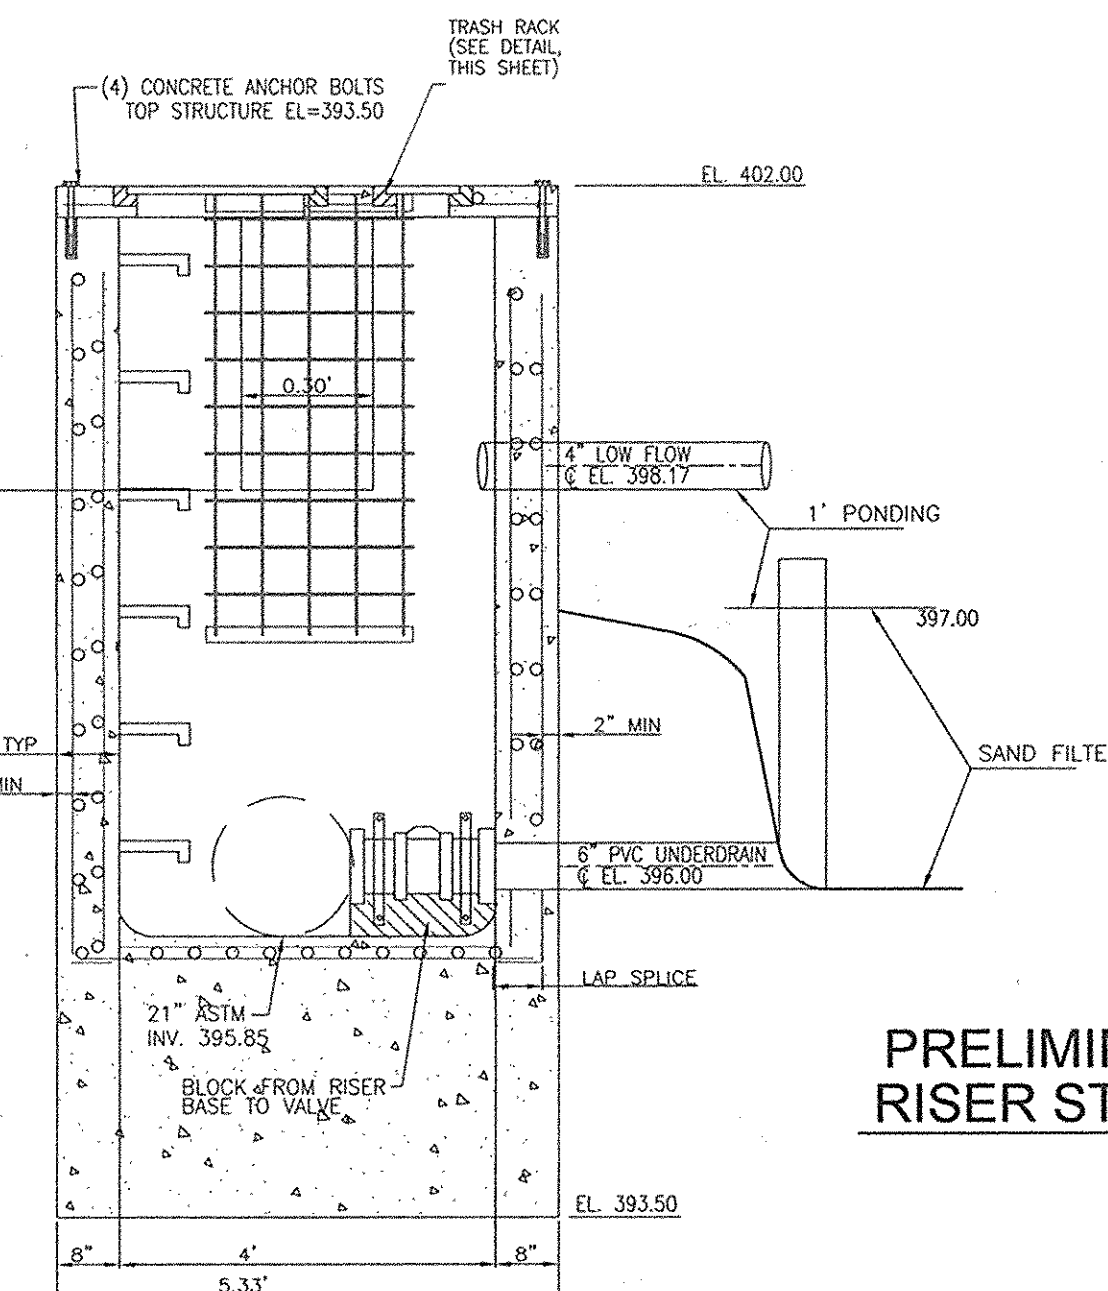 TRASH RACK
(SEE DETAIL,
THIS SHEET)
(4) CONCRETE ANCHOR BOLTS
TOP STRUCTURE EL=393.50
EL. 402.00
0.30'
4" LOW FLOW
℄ EL. 398.17
1' PONDING
397.00
2" MIN
TYP
SAND FILTE
MIN
6" PVC UNDERDRAIN
℄ EL. 396.00
LAP SPLICE
21" ASTM
INV. 395.85
BLOCK FROM RISER
BASE TO VALVE
PRELIMI
RISER ST
EL. 393.50
8"
4'
8"
5.33'